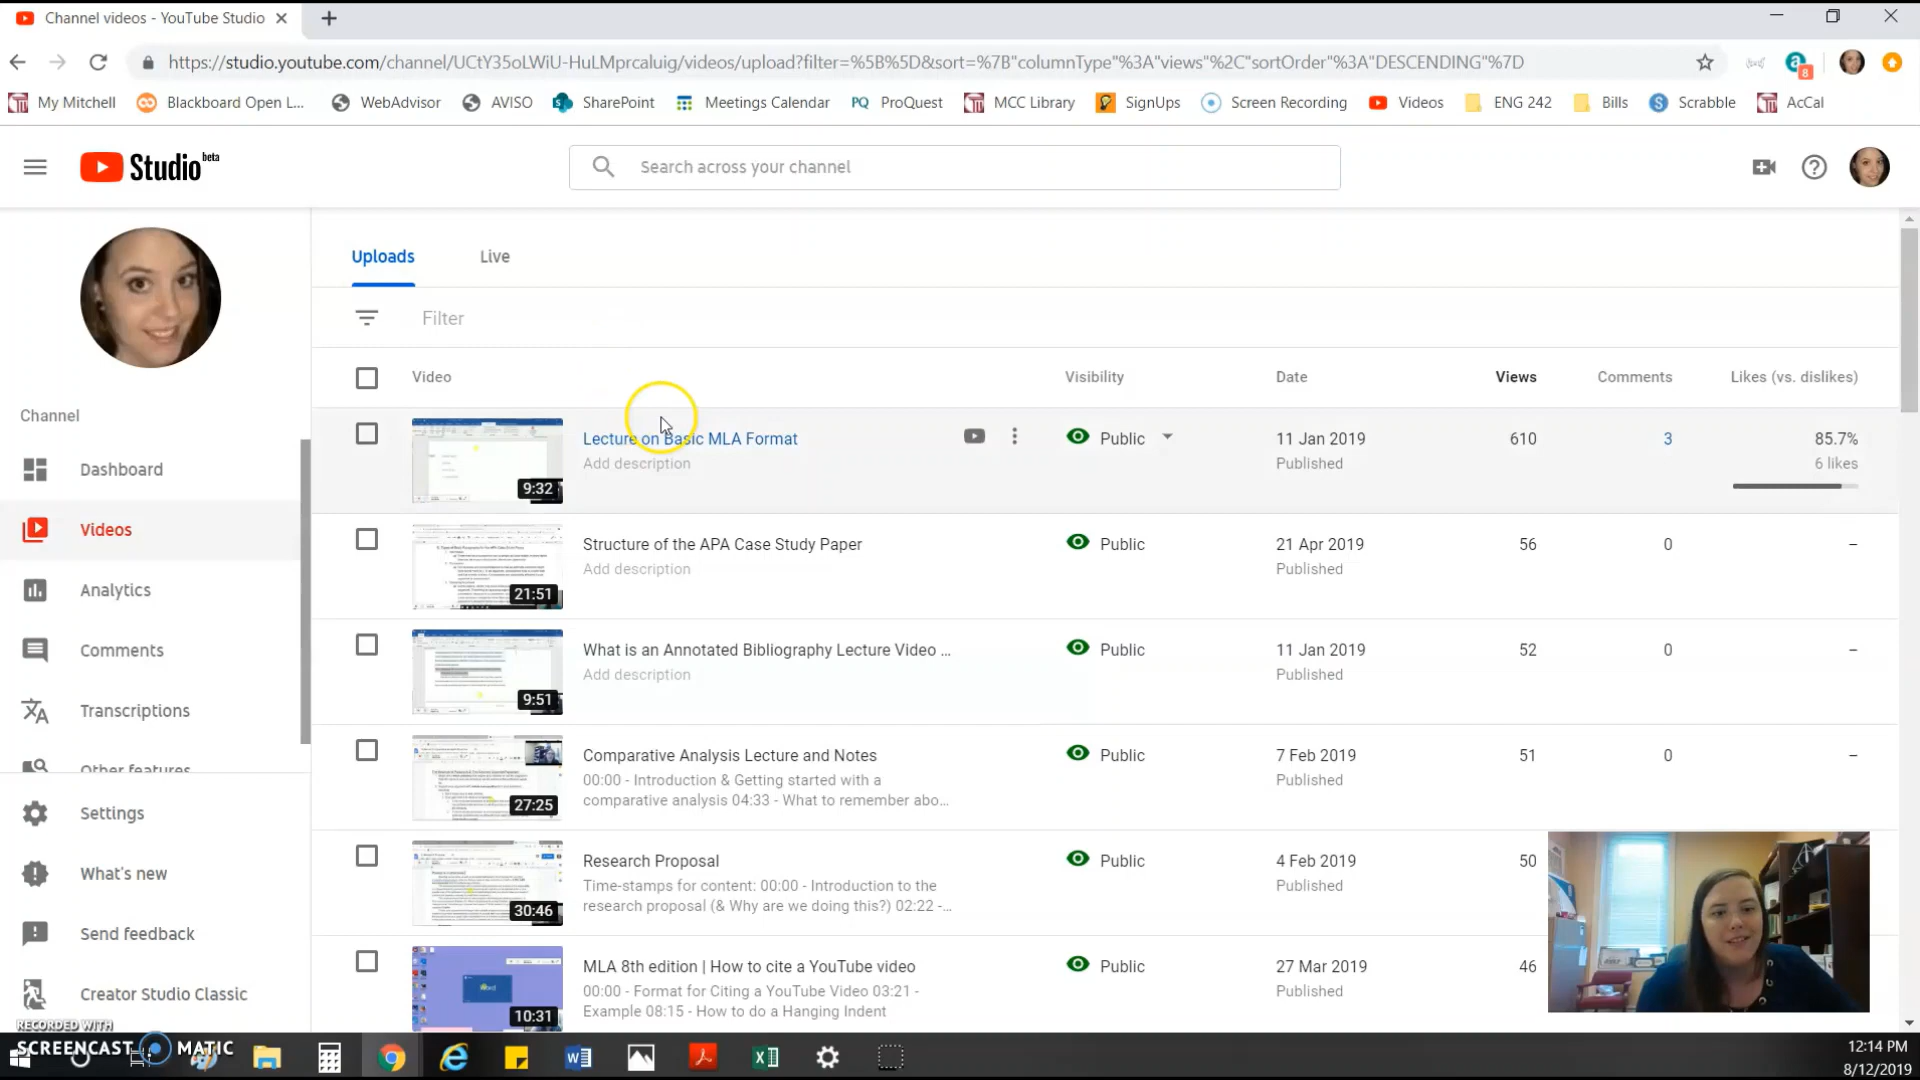 Channel videos - YouTube Studio
https://studio.youtube.com/channel/UCtY35oLWiU-HuLMprcaluig/videos/upload?filter=%5B%5D&sort=%7B"columnType"%3A"views"%2C"sortOrder"%3A"DESCENDING"%7D
8
My Mitchell Blackboard Open L... WebAdvisor AVISO SharePoint Meetings Calendar PQ ProQuest MCC Library SignUps Screen Recording Videos ENG 242 Bills Scrabble AcCal
Studio beta
Search across your channel
Uploads Live
Filter
Video Visibility Date Views Comments Likes (vs. dislikes)
Lecture on Basic MLA Format Public 11 Jan 2019 610 3 85.7%
Add description Published 6 likes
9:32
Structure of the APA Case Study Paper Public 21 Apr 2019 56 0 –
Add description Published
21:51
What is an Annotated Bibliography Lecture Video ... Public 11 Jan 2019 52 0 –
Add description Published
9:51
Comparative Analysis Lecture and Notes Public 7 Feb 2019 51 0 –
00:00 - Introduction & Getting started with a Published
comparative analysis 04:33 - What to remember abo...
27:25
Research Proposal Public 4 Feb 2019 50
Time-stamps for content: 00:00 - Introduction to the Published
research proposal (& Why are we doing this?) 02:22 -...
30:46
MLA 8th edition | How to cite a YouTube video Public 27 Mar 2019 46
00:00 - Format for Citing a YouTube Video 03:21 - Published
Example 08:15 - How to do a Hanging Indent
10:31
Channel
Dashboard
Videos
Analytics
Comments
Transcriptions
Other features
Settings
What's new
Send feedback
Creator Studio Classic
RECORDED WITH
SCREENCAST MATIC
12:14 PM
8/12/2019